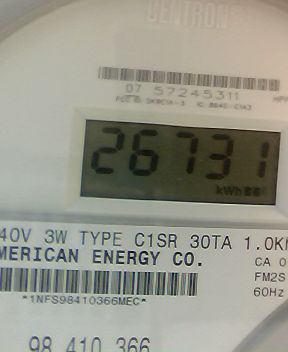 CENTRON
07 57245311
26731
kWh
40V 3W TYPE C1SR 30TA 1.0K
MERICAN ENERGY CO.
CA 0
FM2S
60Hz
*1NFS98410366MEC*
98 410 366